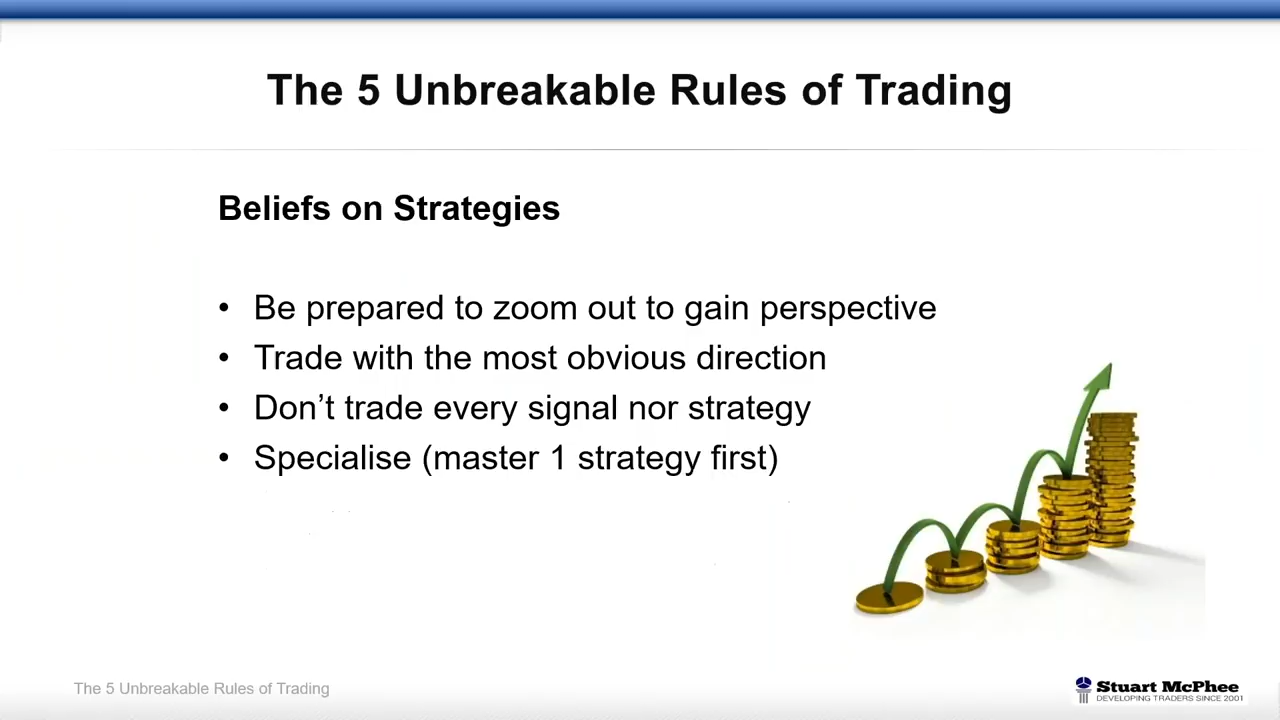 The 5 Unbreakable Rules of Trading
Beliefs on Strategies
• Be prepared to zoom out to gain perspective
• Trade with the most obvious direction
• Don’t trade every signal nor strategy
• Specialise (master 1 strategy first)
The 5 Unbreakable Rules of Trading
Stuart McPhee
DEVELOPING TRADERS SINCE 2001